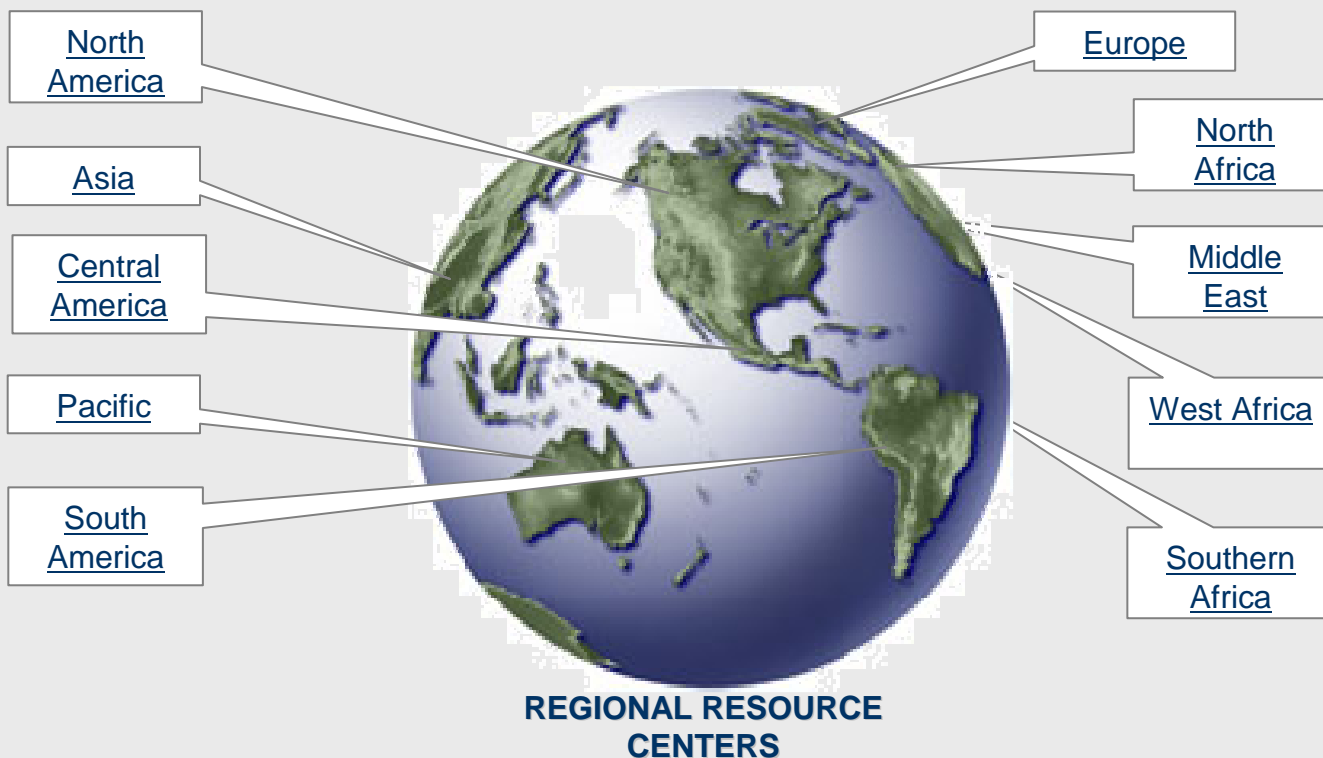 North
America
Asia
Central
America
Pacific
South
America
Europe
North
Africa
Middle
East
West Africa
Southern
Africa
REGIONAL RESOURCE
CENTERS